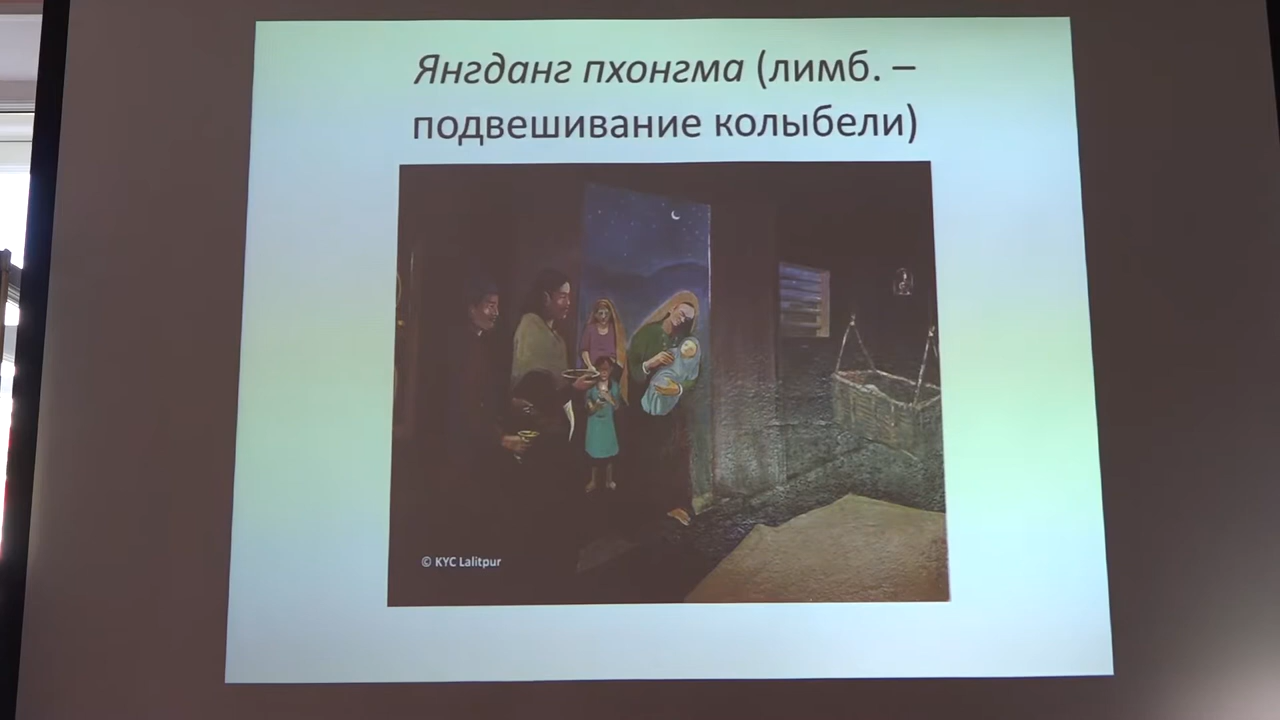 Янгданг пхонгма (лимб. –
подвешивание колыбели)
© KYC Lalitpur